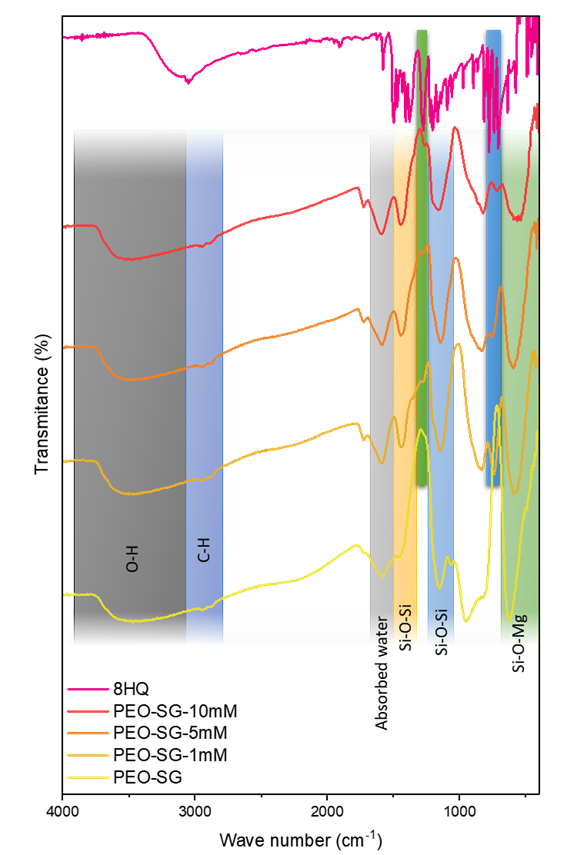 Transmitance (%)
O-H
C-H
Absorbed water
Si-O-Si
Si-O-Si
Si-O-Mg
8HQ
PEO-SG-10mM
PEO-SG-5mM
PEO-SG-1mM
PEO-SG
4000 3000 2000 1000
Wave number (cm⁻¹)